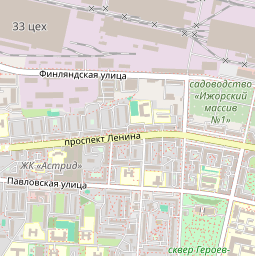 33 цех
Финляндская улица
садоводство
«Ижорский
массив
№1»
проспект Ленина
ЖК «Астрид»
Павловская улица
сквер Героев-